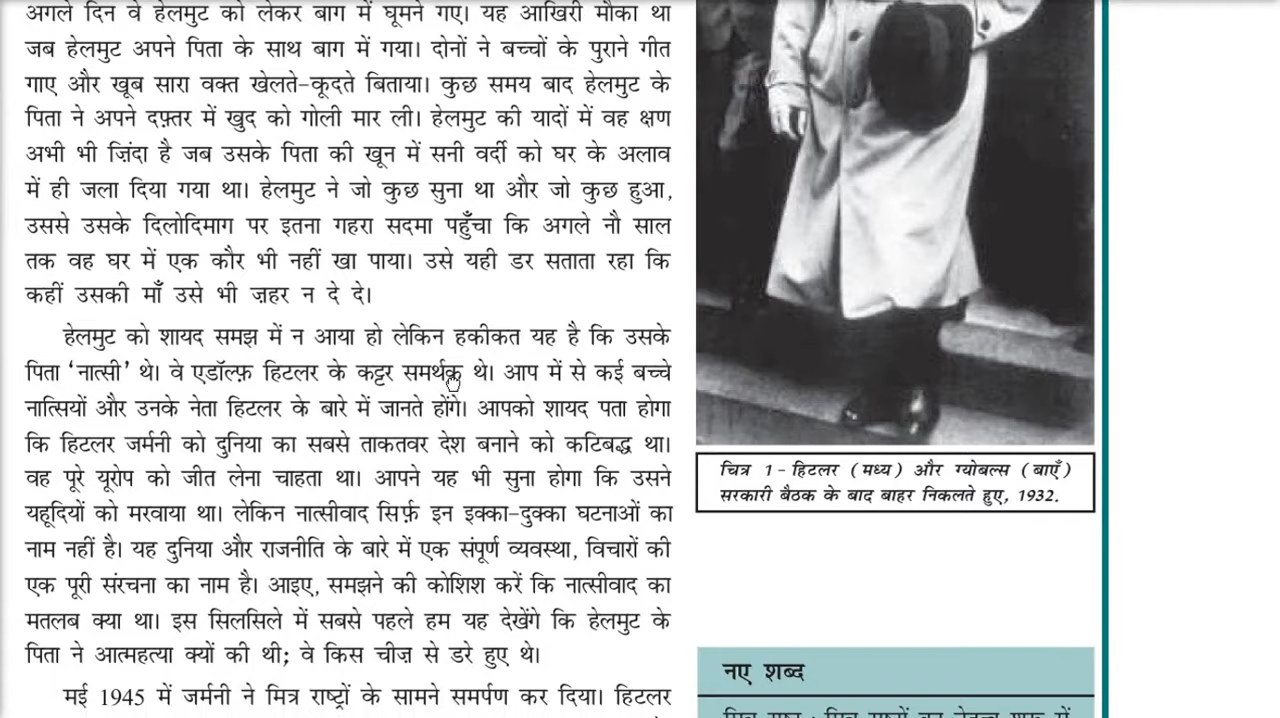 अगले दिन वे हेलमुट को लेकर बाग में घूमने गए। यह आखिरी मौका था
जब हेलमुट अपने पिता के साथ बाग में गया। दोनों ने बच्चों के पुराने गीत
गाए और खूब सारा वक्त खेलते-कूदते बिताया। कुछ समय बाद हेलमुट के
पिता ने अपने दफ़्तर में खुद को गोली मार ली। हेलमुट की यादों में वह क्षण
अभी भी ज़िंदा है जब उसके पिता की खून में सनी वर्दी को घर के अलाव
में ही जला दिया गया था। हेलमुट ने जो कुछ सुना था और जो कुछ हुआ,
उससे उसके दिलोदिमाग पर इतना गहरा सदमा पहुँचा कि अगले नौ साल
तक वह घर में एक कौर भी नहीं खा पाया। उसे यही डर सताता रहा कि
कहीं उसकी माँ उसे भी ज़हर न दे दे।
हेलमुट को शायद समझ में न आया हो लेकिन हकीकत यह है कि उसके
पिता ‘नात्सी’ थे। वे एडॉल्फ़ हिटलर के कट्टर समर्थक थे। आप में से कई बच्चे
नात्सियों और उनके नेता हिटलर के बारे में जानते होंगे। आपको शायद पता होगा
कि हिटलर जर्मनी को दुनिया का सबसे ताकतवर देश बनाने को कटिबद्ध था।
वह पूरे यूरोप को जीत लेना चाहता था। आपने यह भी सुना होगा कि उसने
यहूदियों को मरवाया था। लेकिन नात्सीवाद सिर्फ़ इन इक्का-दुक्का घटनाओं का
नाम नहीं है। यह दुनिया और राजनीति के बारे में एक संपूर्ण व्यवस्था, विचारों की
एक पूरी संरचना का नाम है। आइए, समझने की कोशिश करें कि नात्सीवाद का
मतलब क्या था। इस सिलसिले में सबसे पहले हम यह देखेंगे कि हेलमुट के
पिता ने आत्महत्या क्यों की थी; वे किस चीज़ से डरे हुए थे।
मई 1945 में जर्मनी ने मित्र राष्ट्रों के सामने समर्पण कर दिया। हिटलर
चित्र 1 - हिटलर (मध्य) और ग्योबल्स (बाएँ)
सरकारी बैठक के बाद बाहर निकलते हुए, 1932.
नए शब्द